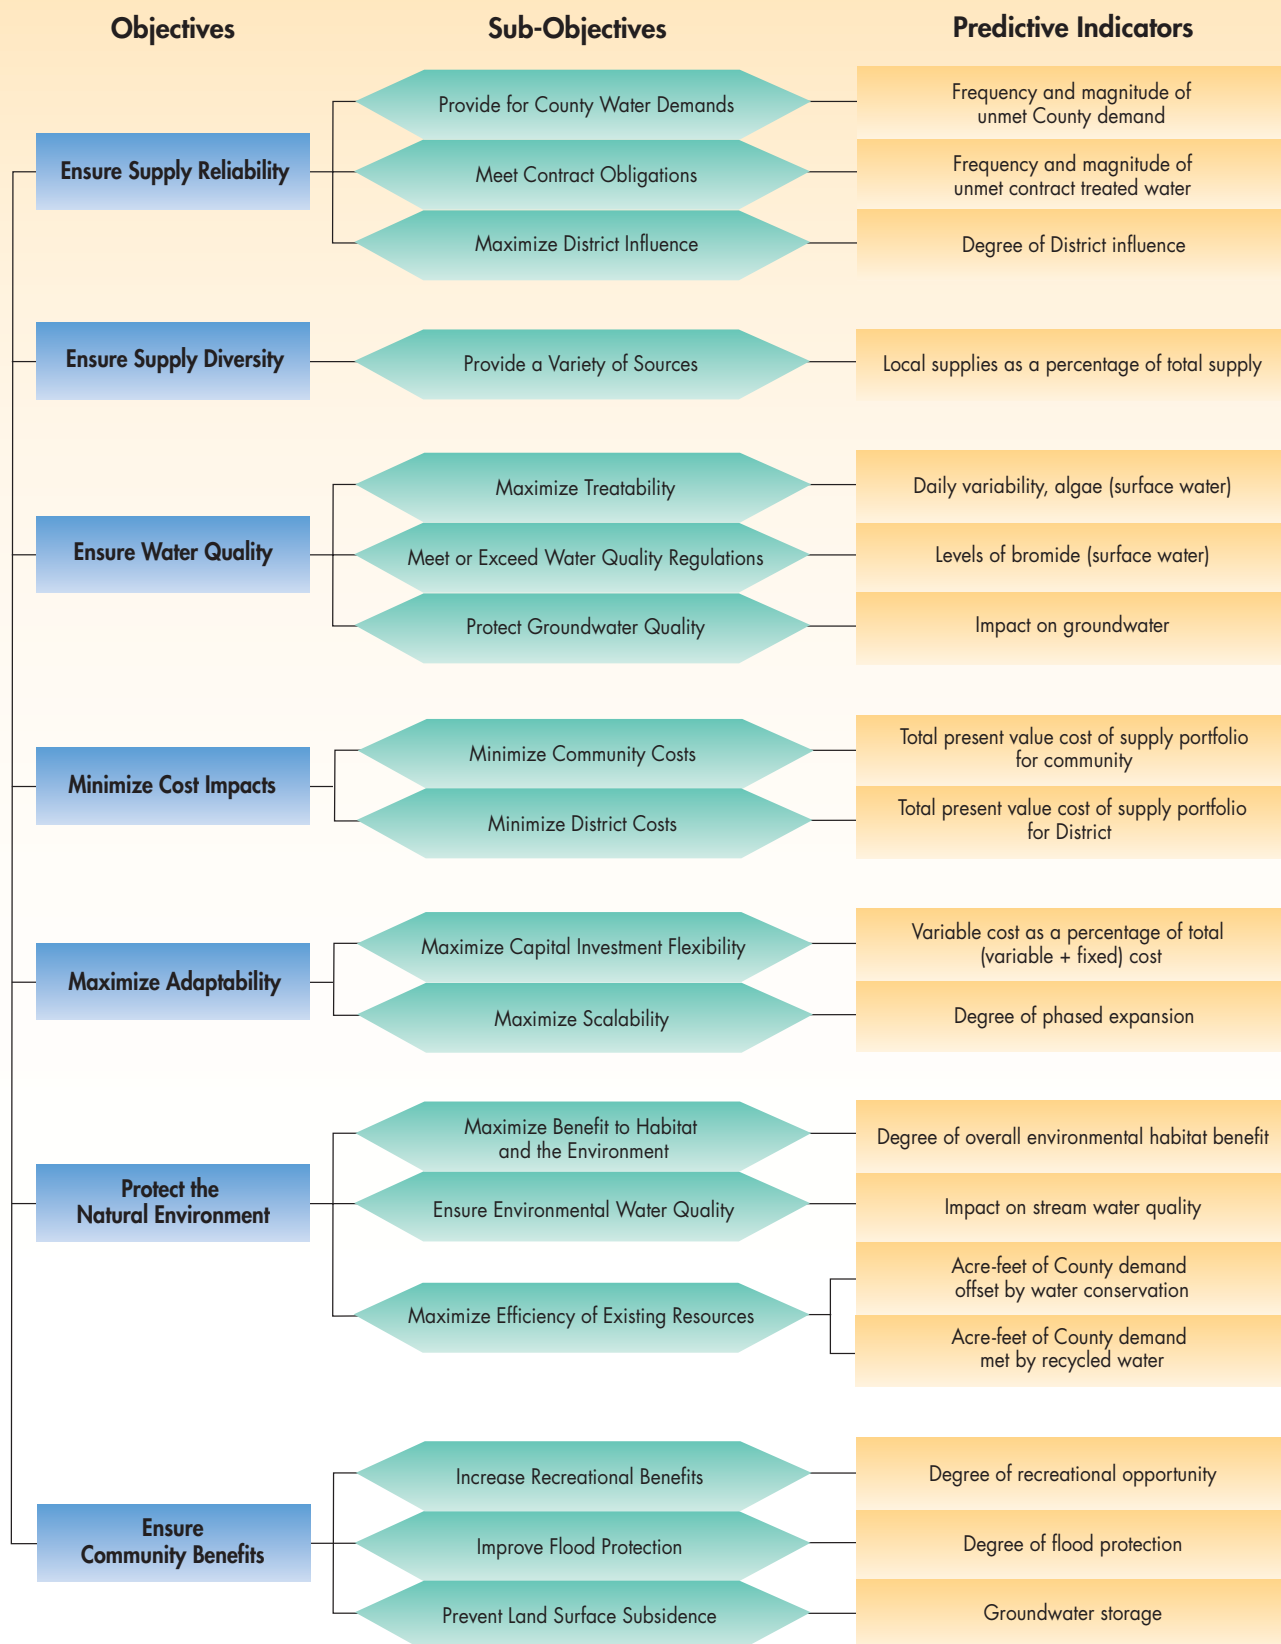 Objectives
Sub-Objectives
Predictive Indicators
Ensure Supply Reliability
Provide for County Water Demands
Frequency and magnitude of
unmet County demand
Meet Contract Obligations
Frequency and magnitude of
unmet contract treated water
Maximize District Influence
Degree of District influence
Ensure Supply Diversity
Provide a Variety of Sources
Local supplies as a percentage of total supply
Ensure Water Quality
Maximize Treatability
Daily variability, algae (surface water)
Meet or Exceed Water Quality Regulations
Levels of bromide (surface water)
Protect Groundwater Quality
Impact on groundwater
Minimize Cost Impacts
Minimize Community Costs
Total present value cost of supply portfolio
for community
Minimize District Costs
Total present value cost of supply portfolio
for District
Maximize Adaptability
Maximize Capital Investment Flexibility
Variable cost as a percentage of total
(variable + fixed) cost
Maximize Scalability
Degree of phased expansion
Protect the
Natural Environment
Maximize Benefit to Habitat
and the Environment
Degree of overall environmental habitat benefit
Ensure Environmental Water Quality
Impact on stream water quality
Maximize Efficiency of Existing Resources
Acre-feet of County demand
offset by water conservation
Acre-feet of County demand
met by recycled water
Ensure
Community Benefits
Increase Recreational Benefits
Degree of recreational opportunity
Improve Flood Protection
Degree of flood protection
Prevent Land Surface Subsidence
Groundwater storage